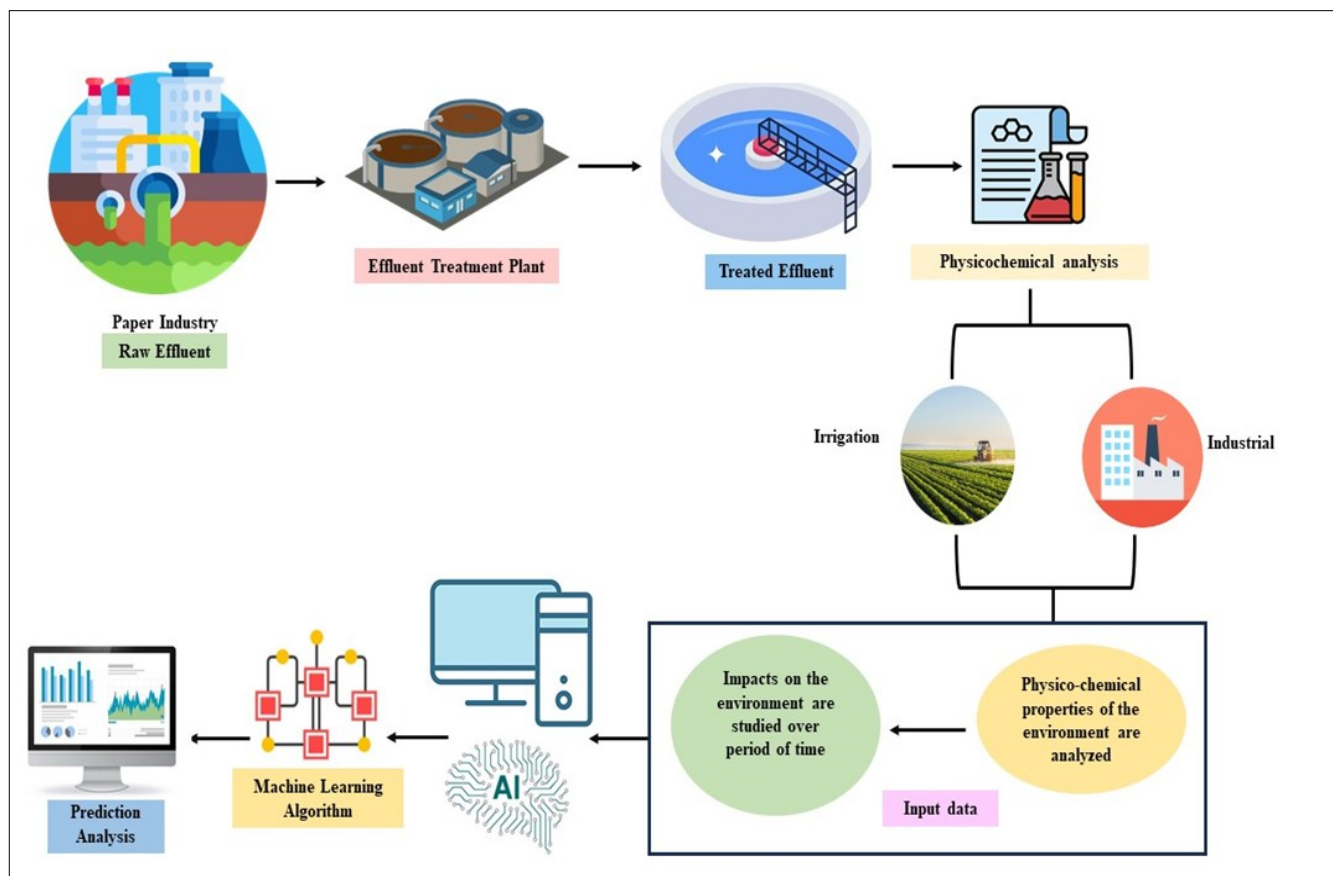 Paper Industry
Raw Effluent
Effluent Treatment Plant
Treated Effluent
Physicochemical analysis
Irrigation
Industrial
Physico-chemical
properties of the
environment are
analyzed
Impacts on the
environment are
studied over
period of time
Input data
AI
Machine Learning
Algorithm
Prediction
Analysis